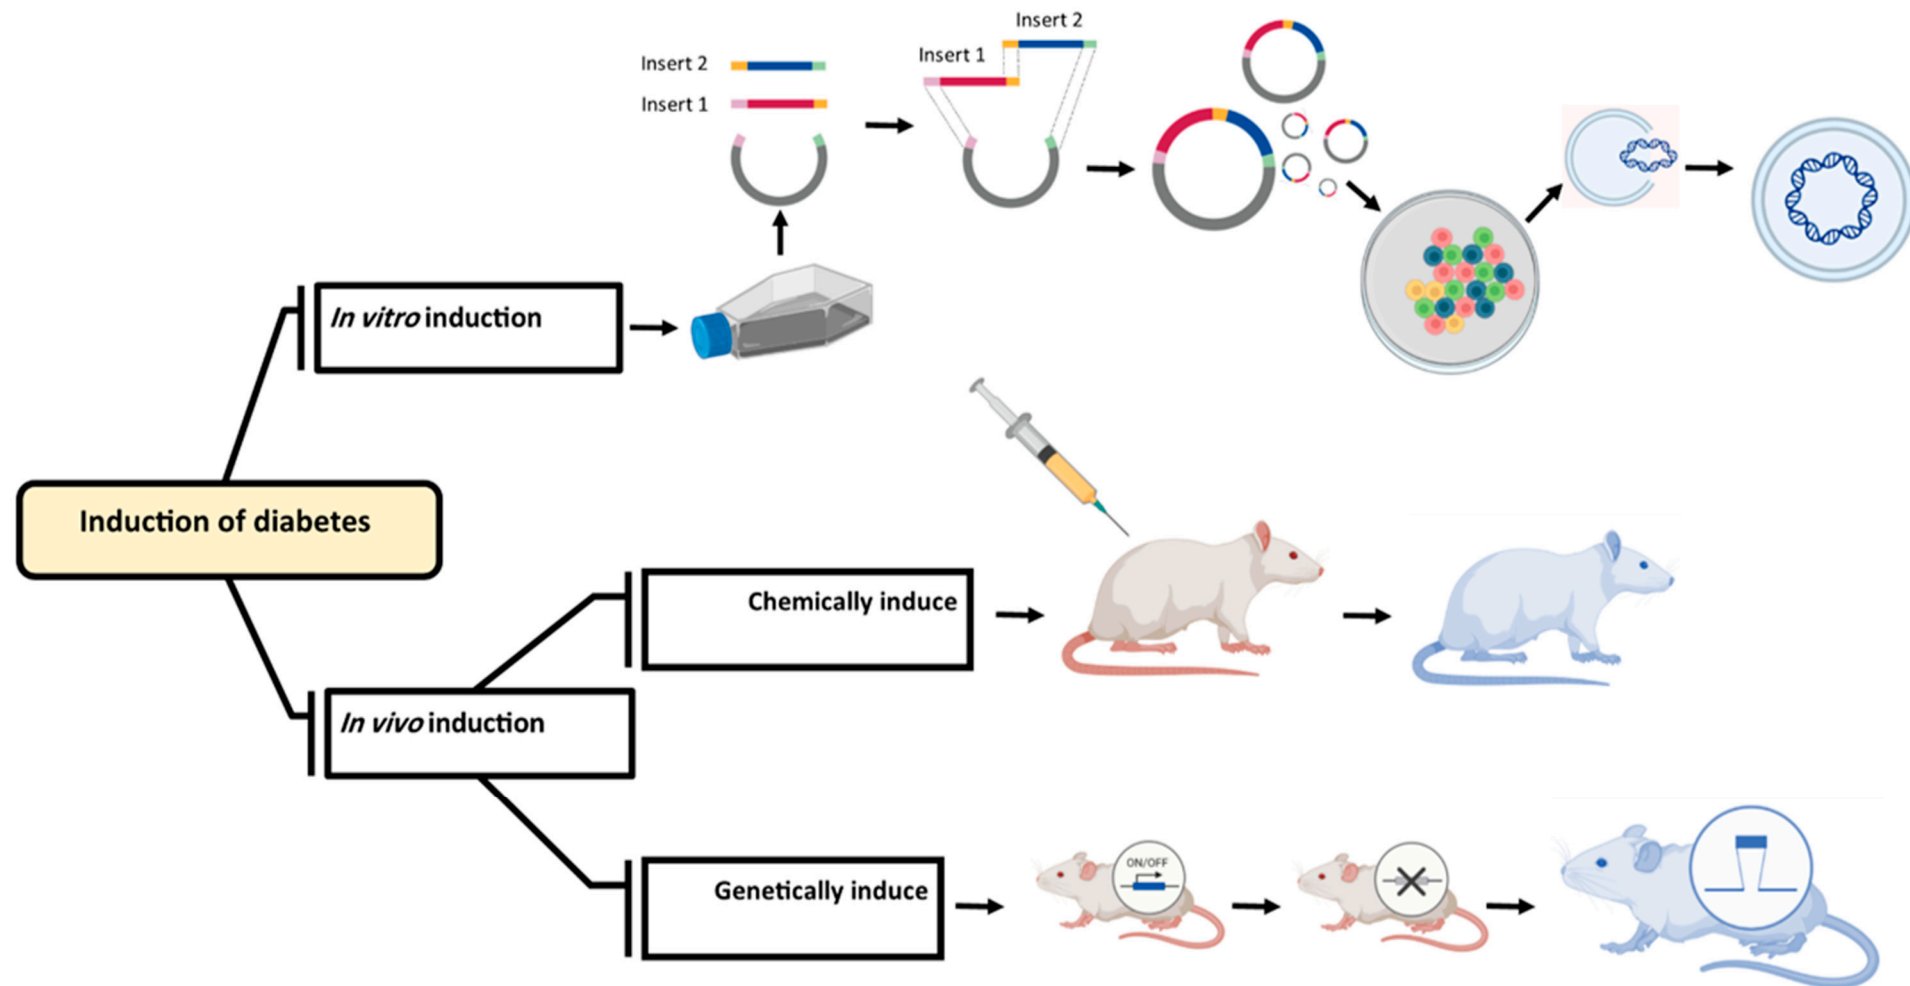 Insert 2
Insert 1
Insert 2
Insert 1
In vitro induction
Induction of diabetes
Chemically induce
In vivo induction
Genetically induce
ON/OFF